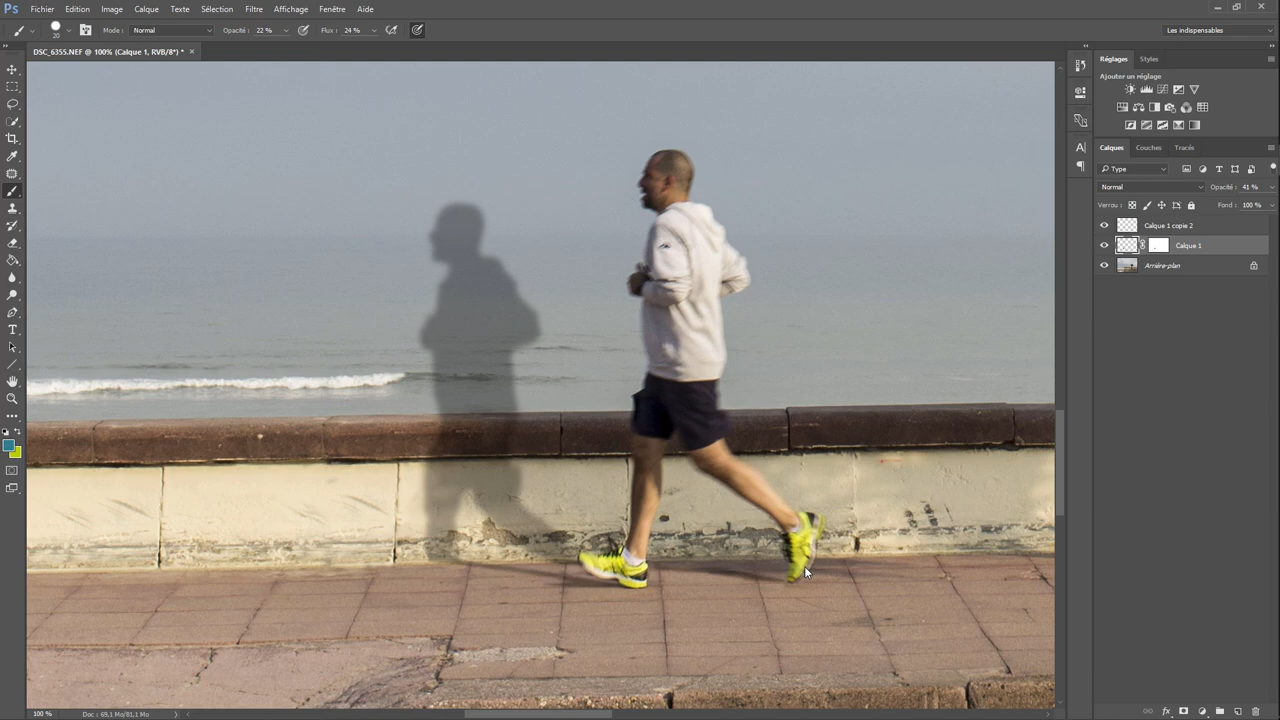 Ps Fichier Edition Image Calque Texte Sélection Filtre Affichage Fenêtre Aide
20 Mode : Normal Opacité : 22 % Flux : 24 % Les indispensables
DSC_6355.NEF @ 100% (Calque 1, RVB/8*) * ×
Réglages Styles
Ajouter un réglage
Calques Couches Tracés
Type
Normal Opacité : 41 %
Verrou : Fond : 100 %
Calque 1 copie 2
Calque 1
Arrière-plan
100 % Doc : 69,1 Mo/81,1 Mo